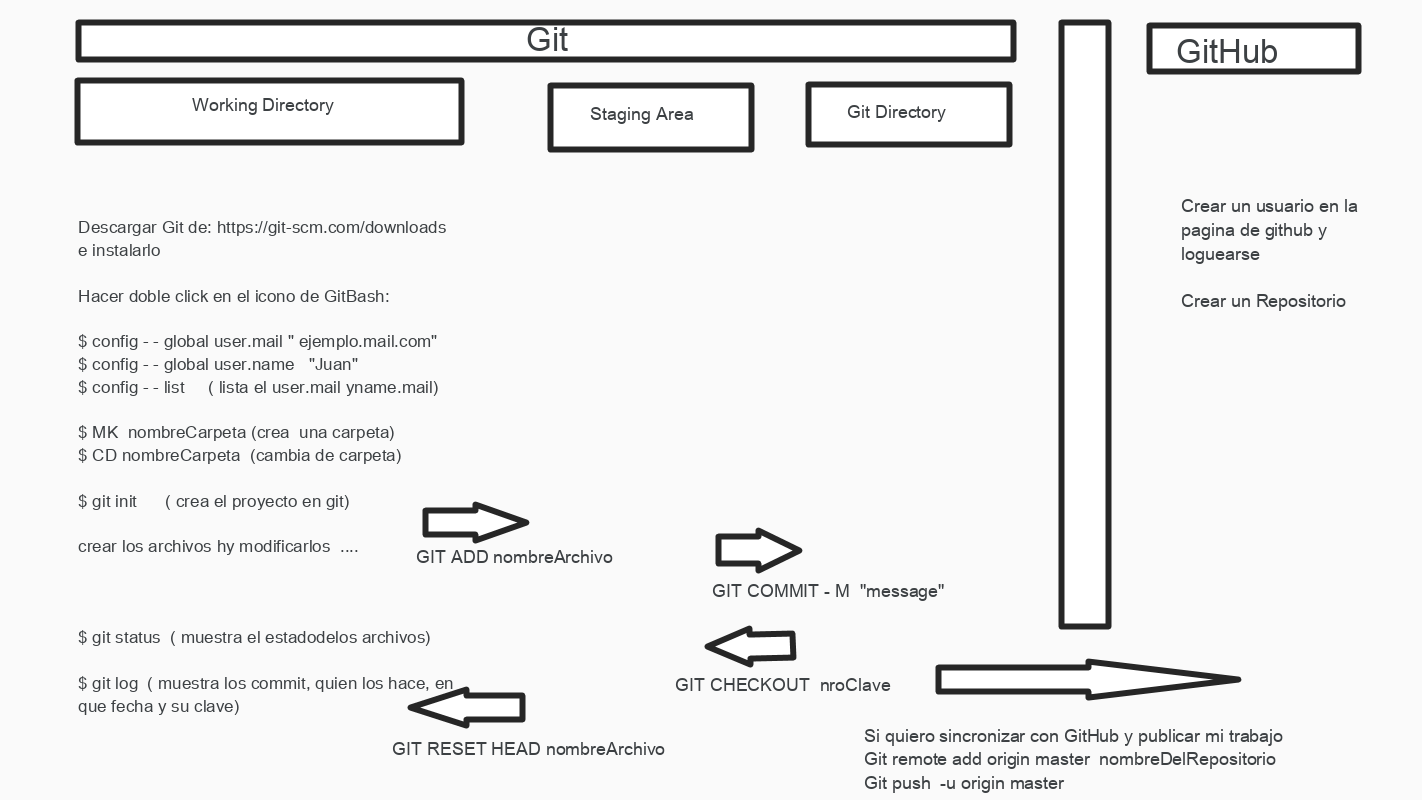 Git
GitHub
Working Directory
Staging Area
Git Directory
Descargar Git de: https://git-scm.com/downloads
e instalarlo
Hacer doble click en el icono de GitBash:
$ config - - global user.mail " ejemplo.mail.com"
$ config - - global user.name "Juan"
$ config - - list ( lista el user.mail yname.mail)
$ MK nombreCarpeta (crea una carpeta)
$ CD nombreCarpeta (cambia de carpeta)
$ git init ( crea el proyecto en git)
crear los archivos hy modificarlos ....
GIT ADD nombreArchivo
GIT COMMIT - M "message"
$ git status ( muestra el estadodelos archivos)
$ git log ( muestra los commit, quien los hace, en
que fecha y su clave)
GIT CHECKOUT nroClave
GIT RESET HEAD nombreArchivo
Crear un usuario en la
pagina de github y
loguearse
Crear un Repositorio
Si quiero sincronizar con GitHub y publicar mi trabajo
Git remote add origin master nombreDelRepositorio
Git push -u origin master